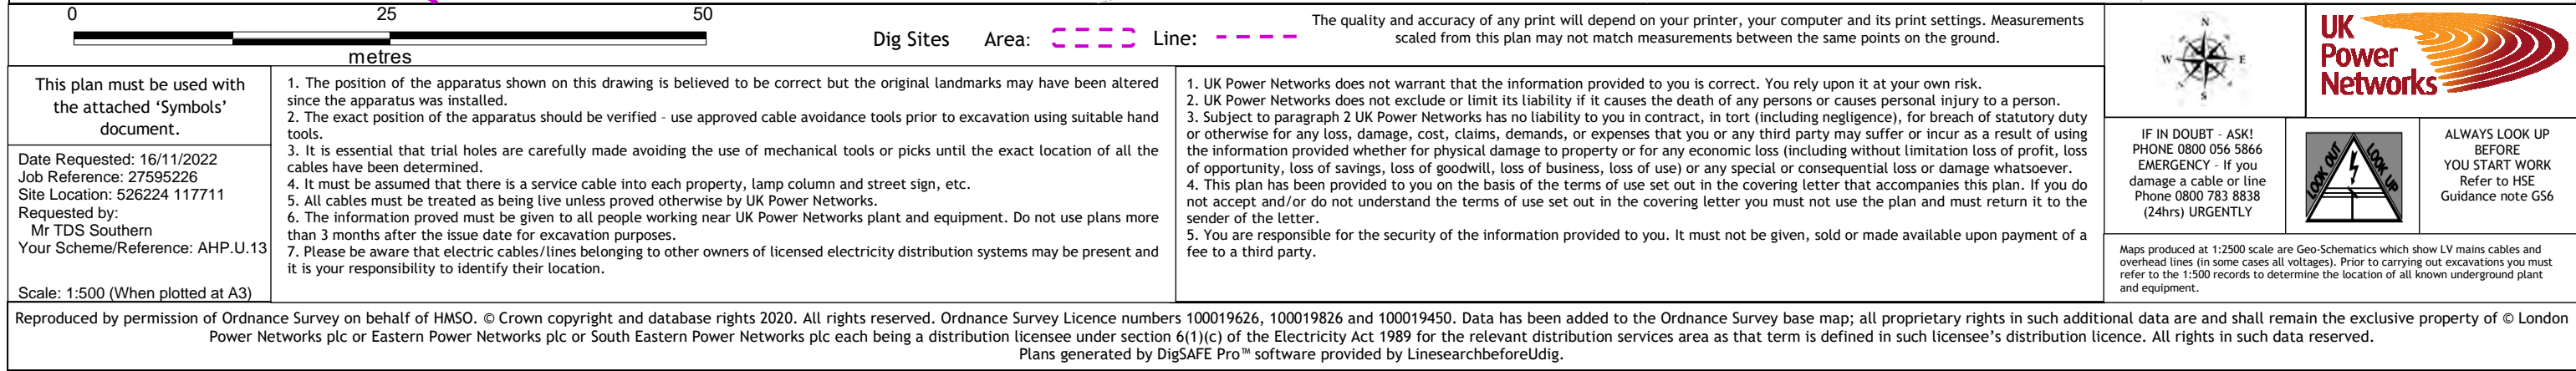 0 25 50
metres
Dig Sites Area: Line:
The quality and accuracy of any print will depend on your printer, your computer and its print settings. Measurements
scaled from this plan may not match measurements between the same points on the ground.
N
W E
S
UK
Power
Networks
This plan must be used with
the attached ‘Symbols’
document.
Date Requested: 16/11/2022
Job Reference: 27595226
Site Location: 526224 117711
Requested by:
Mr TDS Southern
Your Scheme/Reference: AHP.U.13
Scale: 1:500 (When plotted at A3)
1. The position of the apparatus shown on this drawing is believed to be correct but the original landmarks may have been altered
since the apparatus was installed.
2. The exact position of the apparatus should be verified – use approved cable avoidance tools prior to excavation using suitable hand
tools.
3. It is essential that trial holes are carefully made avoiding the use of mechanical tools or picks until the exact location of all the
cables have been determined.
4. It must be assumed that there is a service cable into each property, lamp column and street sign, etc.
5. All cables must be treated as being live unless proved otherwise by UK Power Networks.
6. The information proved must be given to all people working near UK Power Networks plant and equipment. Do not use plans more
than 3 months after the issue date for excavation purposes.
7. Please be aware that electric cables/lines belonging to other owners of licensed electricity distribution systems may be present and
it is your responsibility to identify their location.
1. UK Power Networks does not warrant that the information provided to you is correct. You rely upon it at your own risk.
2. UK Power Networks does not exclude or limit its liability if it causes the death of any persons or causes personal injury to a person.
3. Subject to paragraph 2 UK Power Networks has no liability to you in contract, in tort (including negligence), for breach of statutory duty
or otherwise for any loss, damage, cost, claims, demands, or expenses that you or any third party may suffer or incur as a result of using
the information provided whether for physical damage to property or for any economic loss (including without limitation loss of profit, loss
of opportunity, loss of savings, loss of goodwill, loss of business, loss of use) or any special or consequential loss or damage whatsoever.
4. This plan has been provided to you on the basis of the terms of use set out in the covering letter that accompanies this plan. If you do
not accept and/or do not understand the terms of use set out in the covering letter you must not use the plan and must return it to the
sender of the letter.
5. You are responsible for the security of the information provided to you. It must not be given, sold or made available upon payment of a
fee to a third party.
IF IN DOUBT – ASK!
PHONE 0800 056 5866
EMERGENCY – If you
damage a cable or line
Phone 0800 783 8838
(24hrs) URGENTLY
LOOK OUT
LOOK UP
ALWAYS LOOK UP
BEFORE
YOU START WORK
Refer to HSE
Guidance note GS6
Maps produced at 1:2500 scale are Geo-Schematics which show LV mains cables and
overhead lines (in some cases all voltages). Prior to carrying out excavations you must
refer to the 1:500 records to determine the location of all known underground plant
and equipment.
Reproduced by permission of Ordnance Survey on behalf of HMSO. © Crown copyright and database rights 2020. All rights reserved. Ordnance Survey Licence numbers 100019626, 100019826 and 100019450. Data has been added to the Ordnance Survey base map; all proprietary rights in such additional data are and shall remain the exclusive property of © London
Power Networks plc or Eastern Power Networks plc or South Eastern Power Networks plc each being a distribution licensee under section 6(1)(c) of the Electricity Act 1989 for the relevant distribution services area as that term is defined in such licensee’s distribution licence. All rights in such data reserved.
Plans generated by DigSAFE Pro™ software provided by LinesearchbeforeUdig.